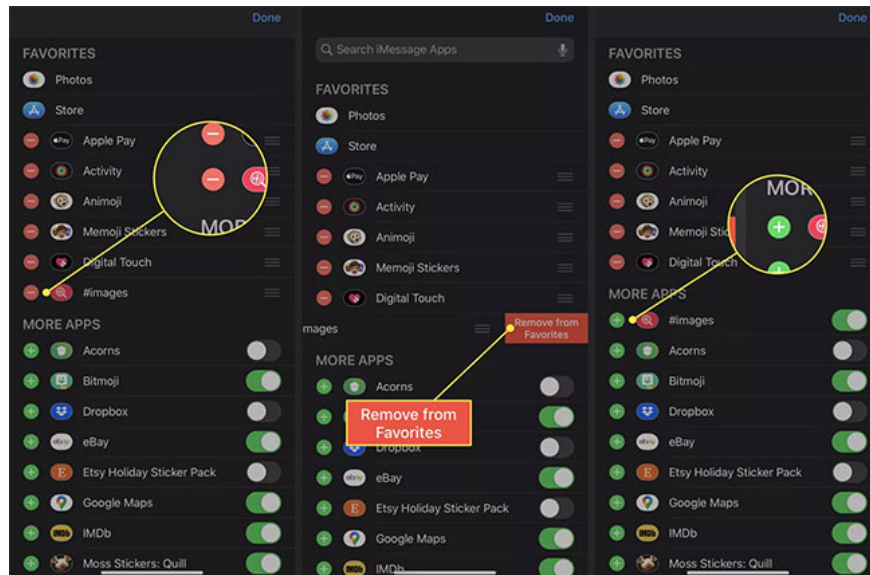 Done
FAVORITES
Photos
Store
Apple Pay
Activity
Animoji
Memoji Stickers
MOR
Digital Touch
#images
MORE APPS
Acorns
Bitmoji
Dropbox
eBay
Etsy Holiday Sticker Pack
Google Maps
IMDb
Moss Stickers: Quill
Done
Search iMessage Apps
FAVORITES
Photos
Store
Apple Pay
Activity
Animoji
Memoji Stickers
Digital Touch
mages
Remove from
Favorites
MORE APPS
Acorns
Remove from
Favorites
Dropbox
eBay
Etsy Holiday Sticker Pack
Google Maps
IMDb
Done
FAVORITES
Photos
Store
Apple Pay
Activity
Animoji
MOR
Memoji Stic
Digital Touch
MORE APPS
#images
Acorns
Bitmoji
Dropbox
eBay
Etsy Holiday Sticker Pack
Google Maps
IMDb
Moss Stickers: Quill